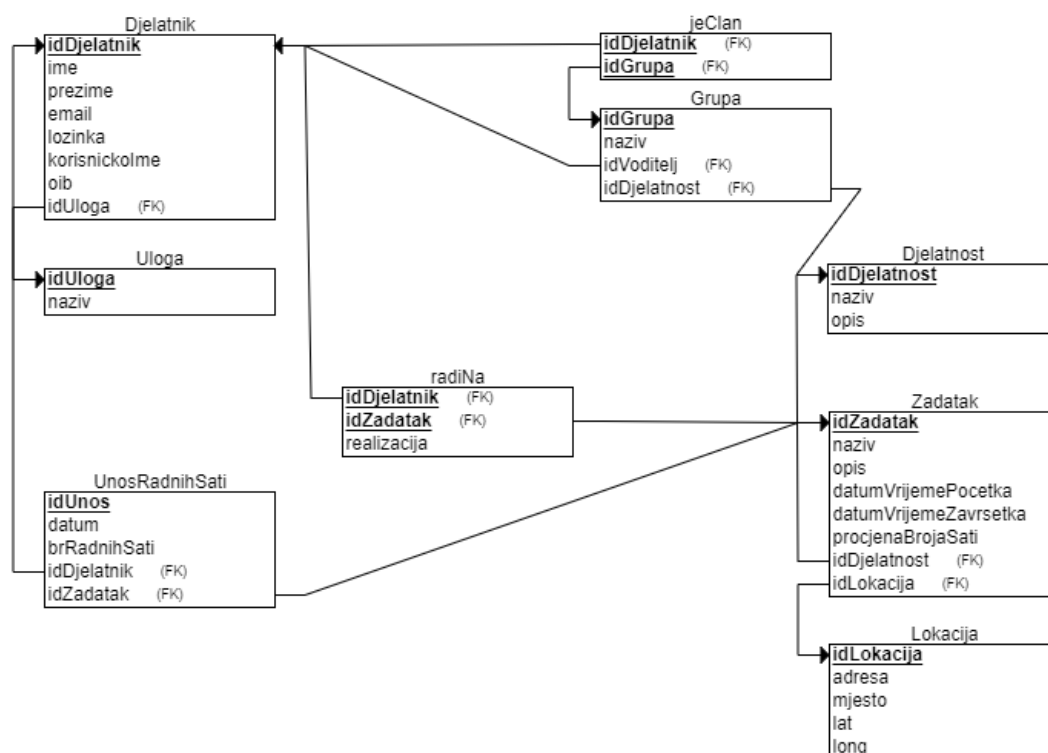 Djelatnik
idDjelatnik
ime
prezime
email
lozinka
korisnickoIme
oib
idUloga (FK)
Uloga
idUloga
naziv
UnosRadnihSati
idUnos
datum
brRadnihSati
idDjelatnik (FK)
idZadatak (FK)
radiNa
idDjelatnik (FK)
idZadatak (FK)
realizacija
jeClan
idDjelatnik (FK)
idGrupa (FK)
Grupa
idGrupa
naziv
idVoditelj (FK)
idDjelatnost (FK)
Djelatnost
idDjelatnost
naziv
opis
Zadatak
idZadatak
naziv
opis
datumVrijemePocetka
datumVrijemeZavrsetka
procjenaBrojaSati
idDjelatnost (FK)
idLokacija (FK)
Lokacija
idLokacija
adresa
mjesto
lat
long